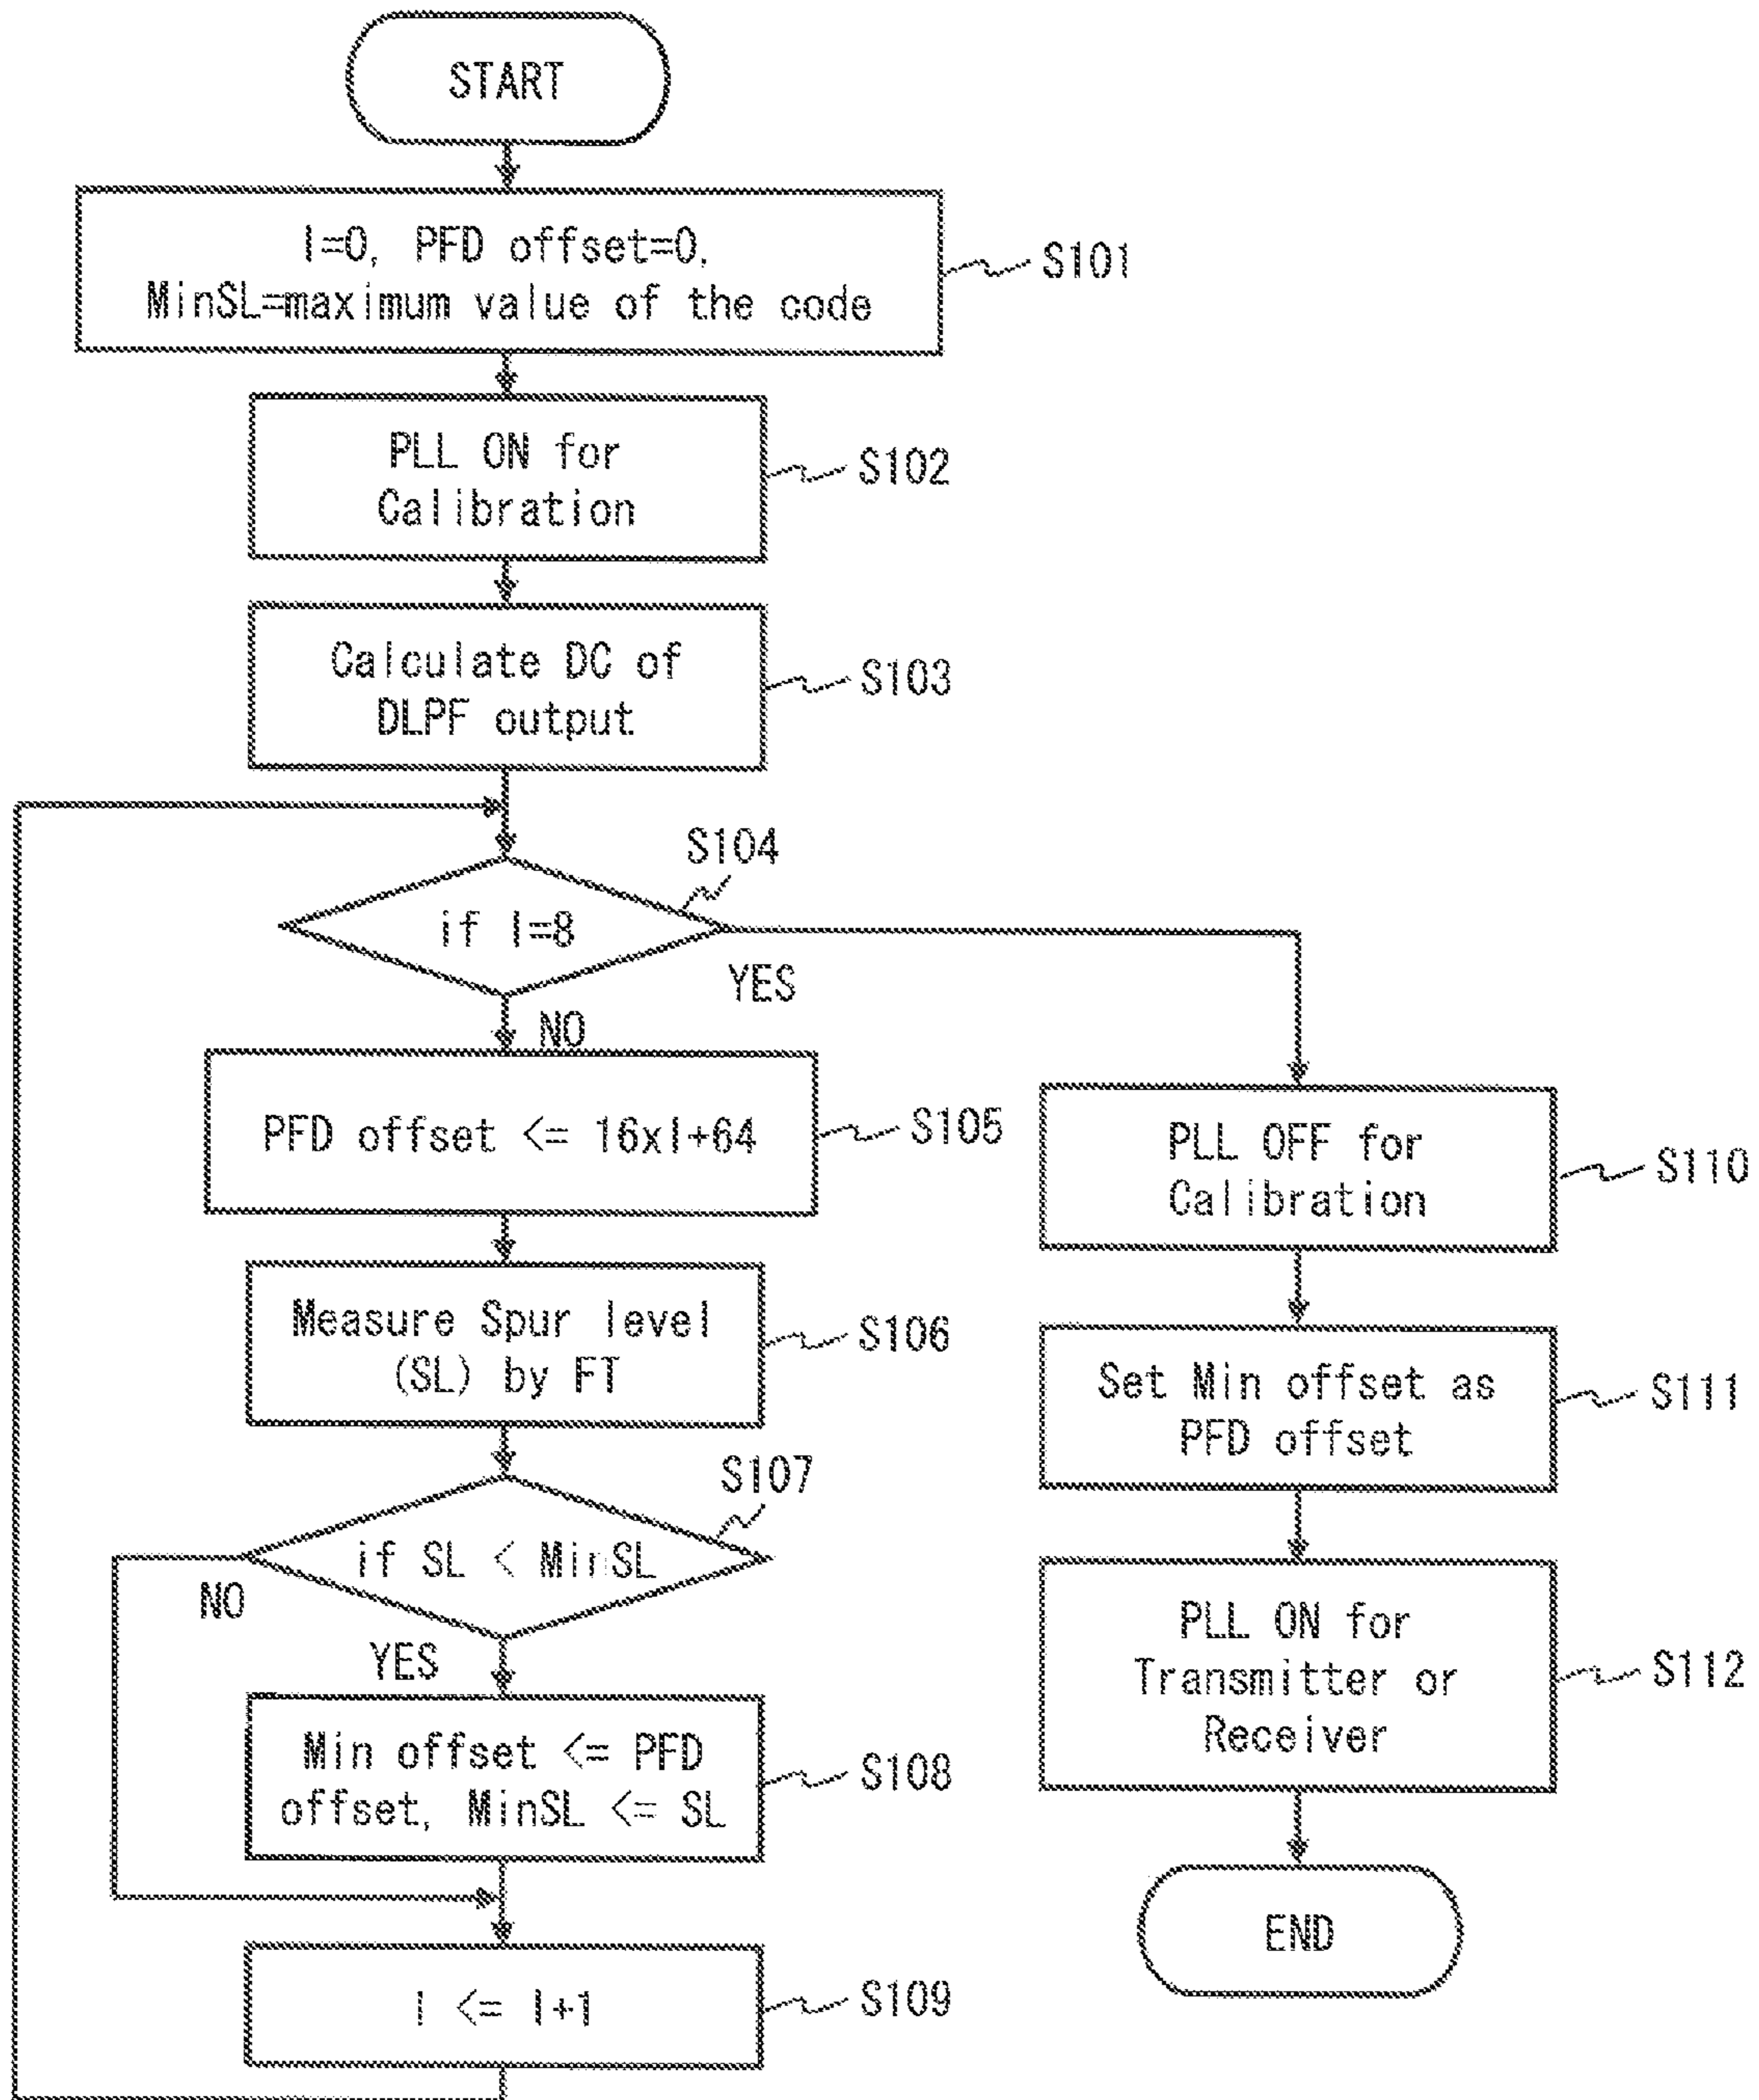 START
I=0, PFD offset=0,
MinSL=maximum value of the code
S101
PLL ON for
Calibration
S102
Calculate DC of
DLPF output
S103
S104
if I=8
YES
NO
PFD offset <= 16xI+64
S105
Measure Spur level
(SL) by FT
S106
S107
if SL < MinSL
NO
YES
Min offset <= PFD
offset, MinSL <= SL
S108
I <= I+1
S109
PLL OFF for
Calibration
S110
Set Min offset as
PFD offset
S111
PLL ON for
Transmitter or
Receiver
S112
END